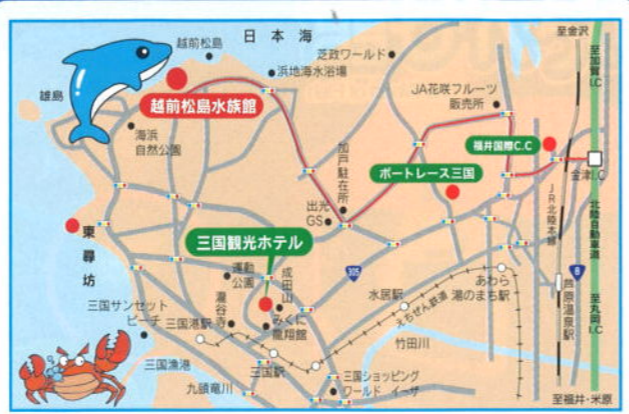 日本海
越前松島
芝政ワールド
浜地海水浴場
雄島
越前松島水族館
海浜
自然公園
JA花咲フルーツ
販売所
福井国際C.C
至金沢
至加賀I.C
金津I.C
加戸駐在所
ボートレース三国
出光
GS
JR北陸本線
北陸自動車道
東尋坊
三国観光ホテル
運動
公園
成田山
305
8
あわら
湯のまち駅
水居駅
えちぜん鉄道
芦原温泉駅
至丸岡I.C
三国サンセット
ビーチ
三国港駅
瀧谷寺
みくに
龍翔館
竹田川
三国漁港
三国駅
九頭竜川
三国ショッピング
ワールド イーザ
至福井・米原